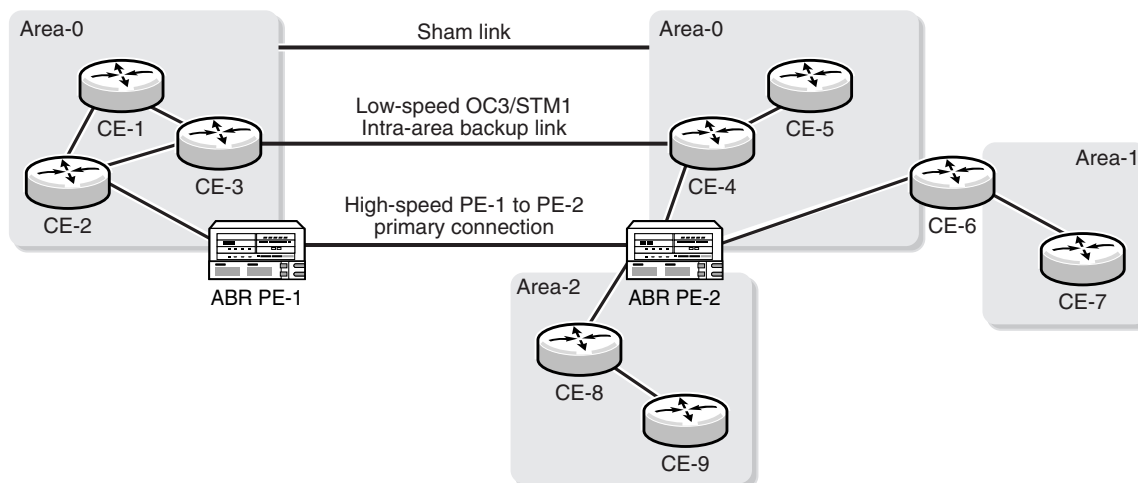 Area-0
Sham link
Area-0
CE-1
Low-speed OC3/STM1
Intra-area backup link
CE-5
CE-3
CE-4
Area-1
CE-2
High-speed PE-1 to PE-2
primary connection
CE-6
ABR PE-1
Area-2
ABR PE-2
CE-7
CE-8
CE-9